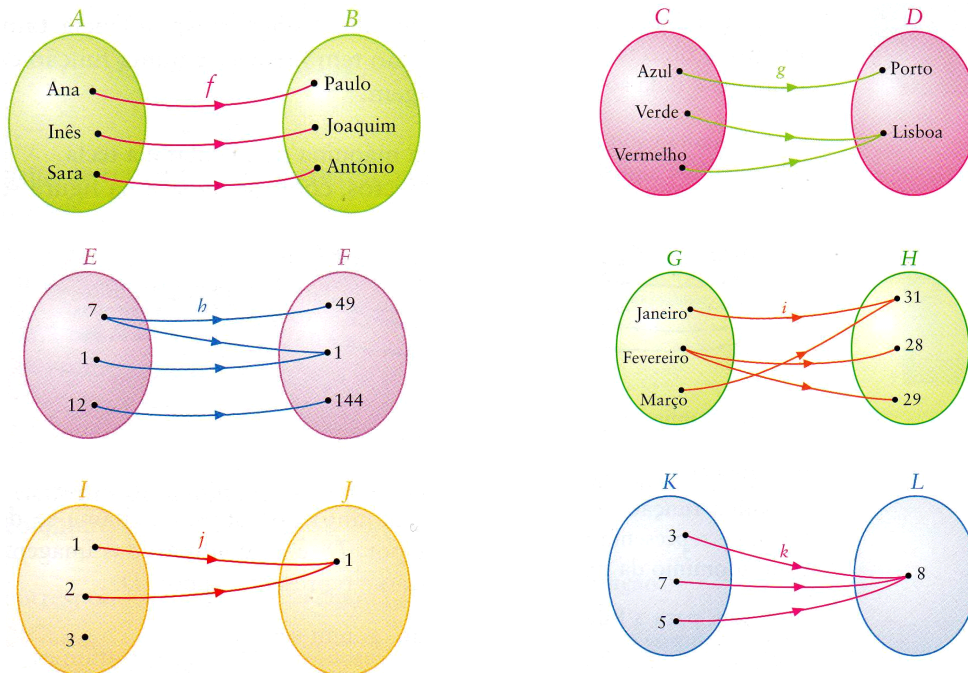 A B
f
Ana Paulo
Inês Joaquim
Sara António
C D
g
Azul Porto
Verde Lisboa
Vermelho
E F
h
7 49
1 1
12 144
G H
i
Janeiro 31
Fevereiro 28
Março 29
I J
j
1 1
2
3
K L
k
3 8
7
5